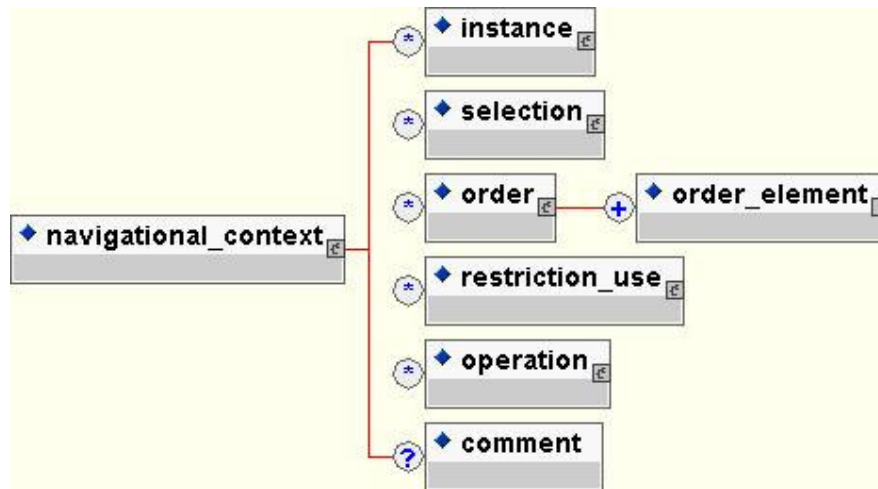 * instance
* selection
* order + order_element
navigational_context
* restriction_use
* operation
? comment